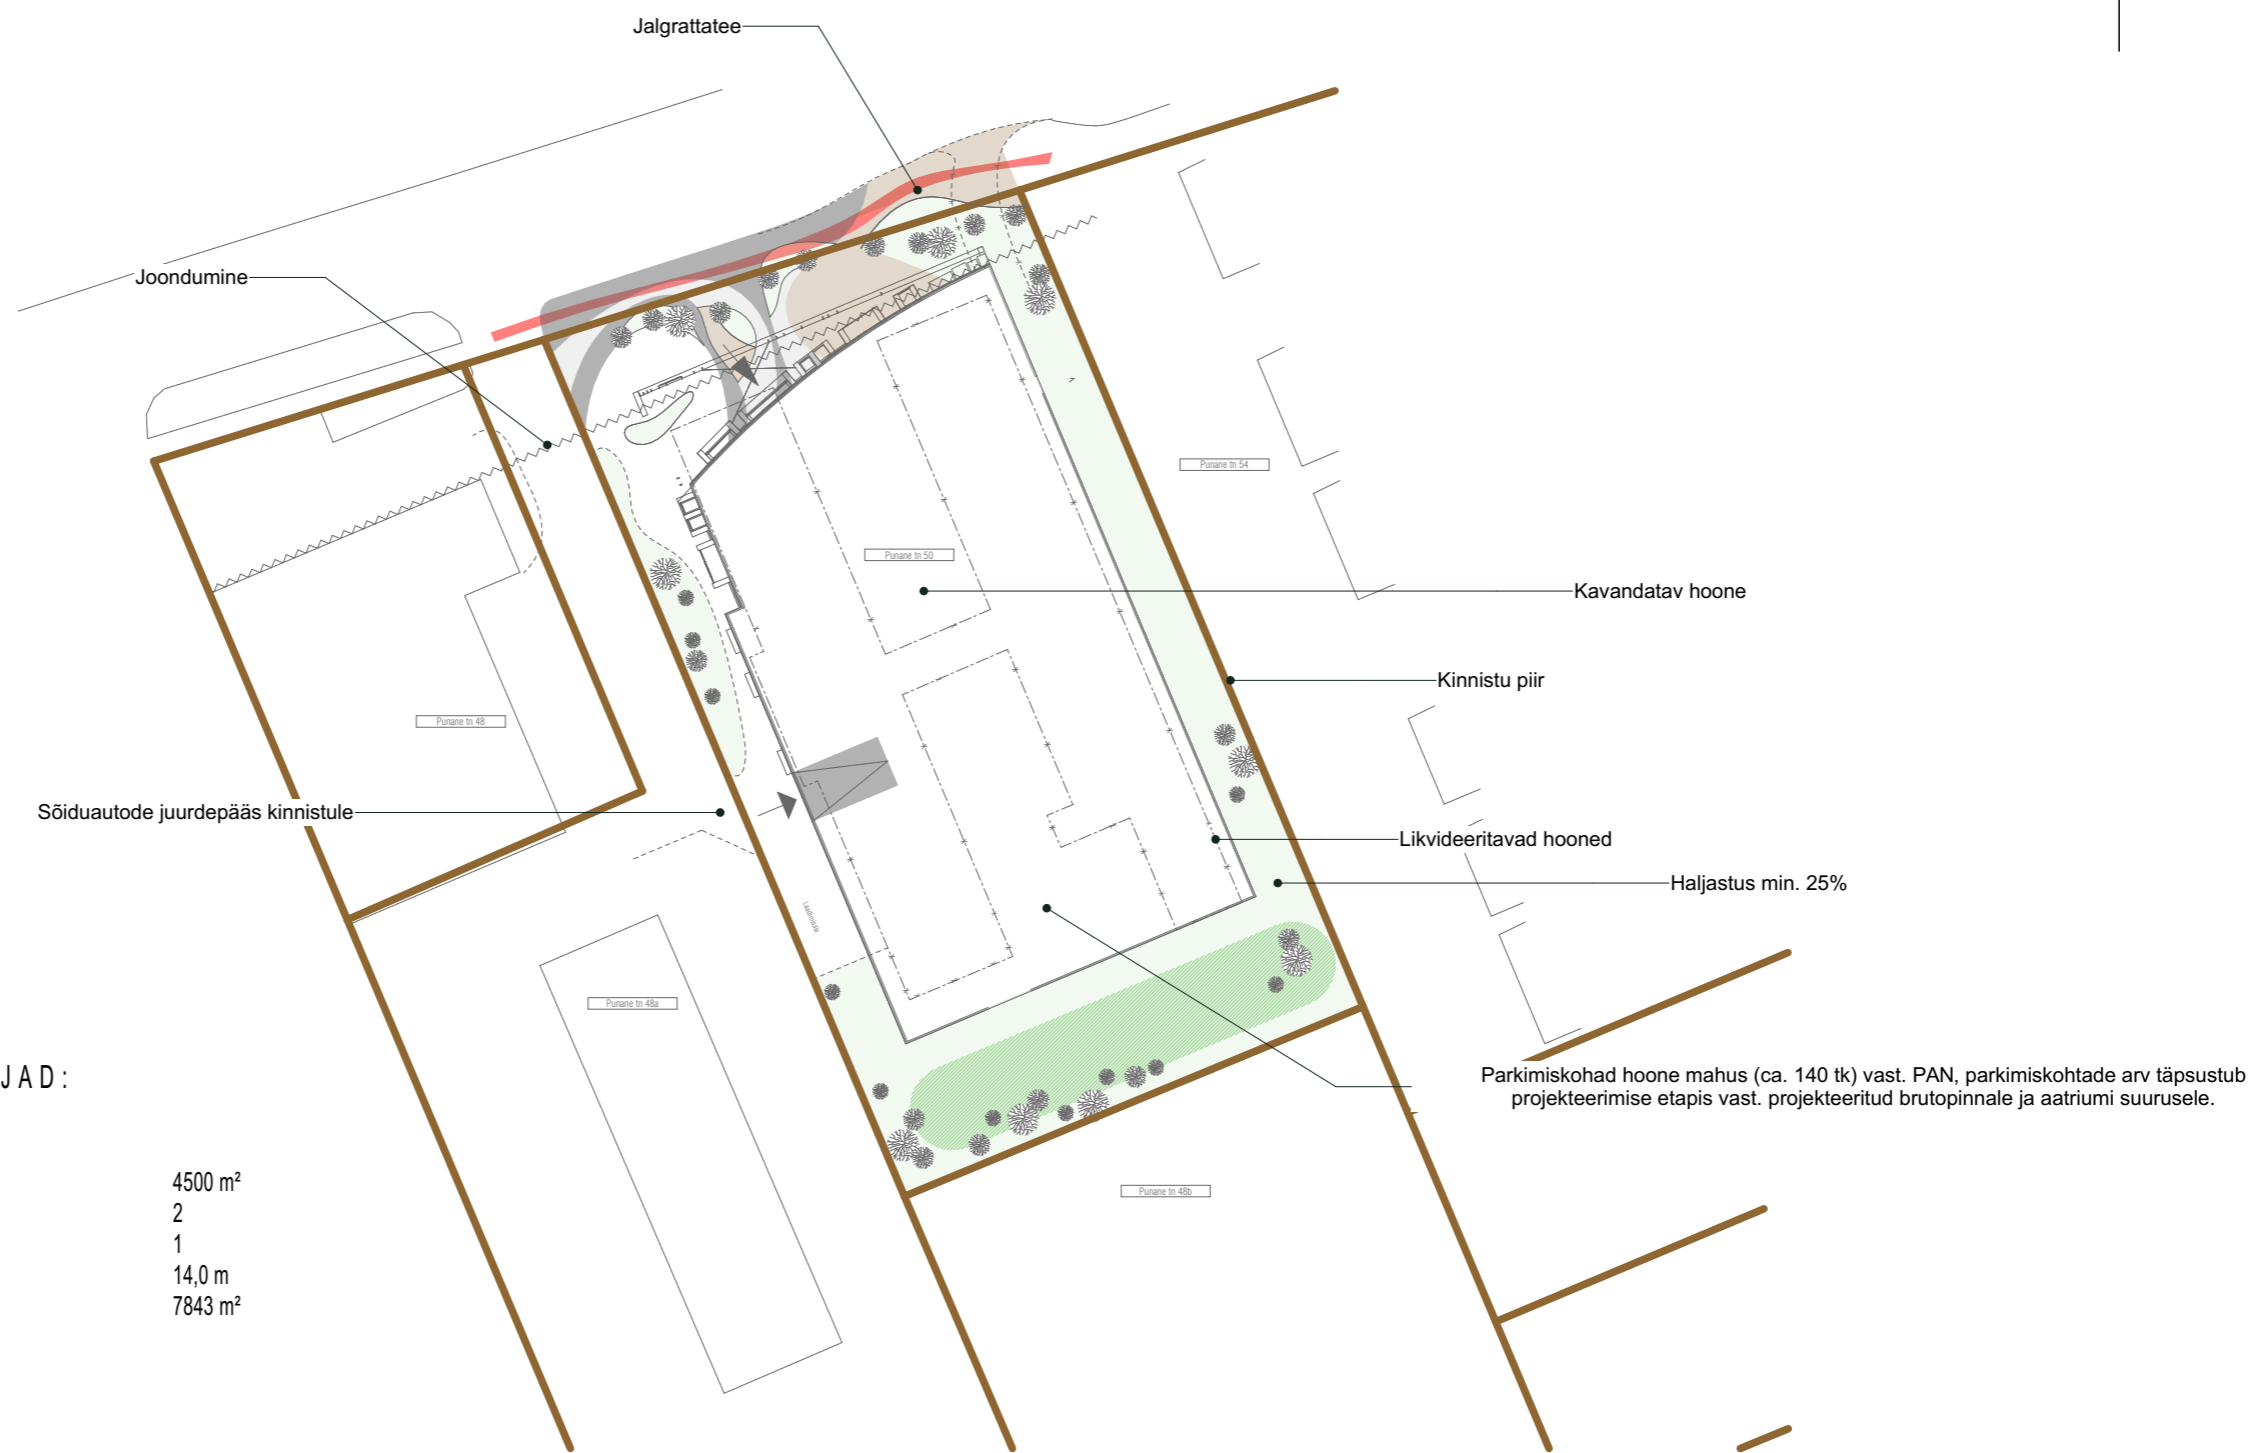 Jalgrattatee
Joondumine
Punane tn 54
Punane tn 50
Kavandatav hoone
Kinnistu piir
Punane tn 48
Sõiduautode juurdepääs kinnistule
Likvideeritavad hooned
Haljastus min. 25%
Punane tn 48a
JAD:
Parkimiskohad hoone mahus (ca. 140 tk) vast. PAN, parkimiskohtade arv täpsustub
projekteerimise etapis vast. projekteeritud brutopinnale ja aatriumi suurusele.
4500 m²
2
1
14,0 m
7843 m²
Punane tn 48b